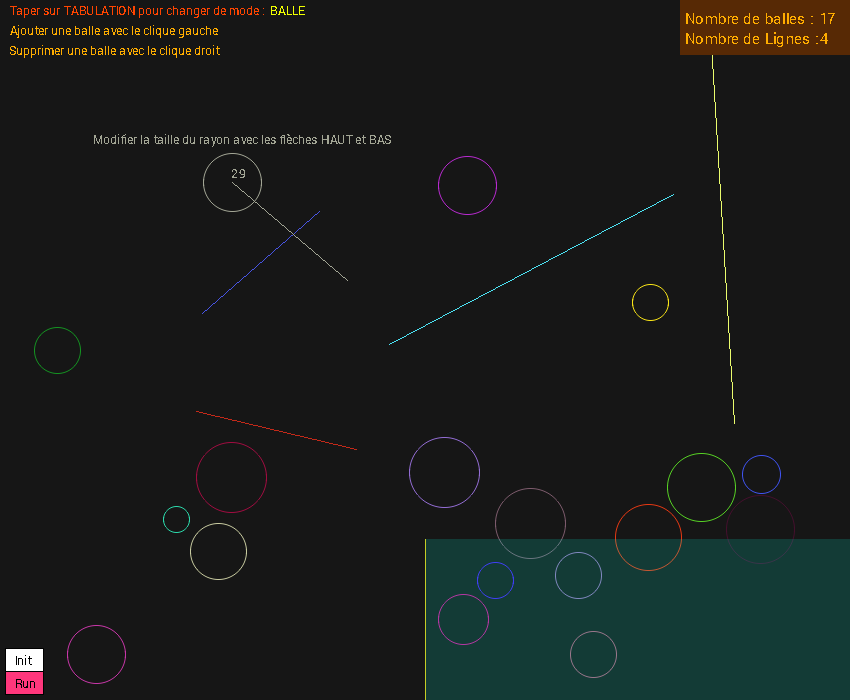 Taper sur TABULATION pour changer de mode : BALLE
Ajouter une balle avec le clique gauche
Supprimer une balle avec le clique droit
Nombre de balles : 17
Nombre de Lignes :4
Modifier la taille du rayon avec les flèches HAUT et BAS
29
Init
Run